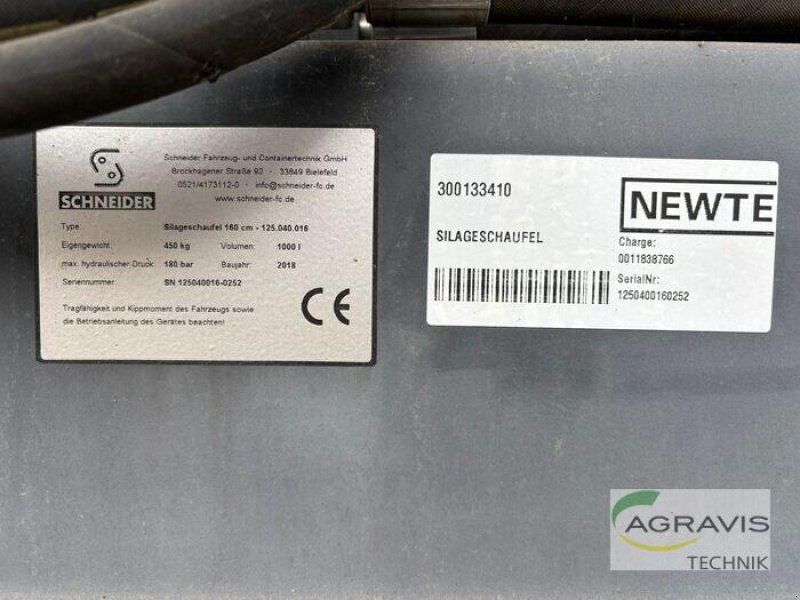 SCHNEIDER
Schneider Fahrzeug- und Containertechnik GmbH
Brockhagener Straße 92 · 33649 Bielefeld
0521/4173112-0 · info@schneider-fc.de
www.schneider-fc.de
Type: Silageschaufel 160 cm - 125.040.016
Eigengewicht: 450 kg Volumen: 1000 l
max. hydraulischer Druck: 180 bar Baujahr: 2018
Seriennummer: SN 125040016-0252
Tragfähigkeit und Kippmoment des Fahrzeugs sowie
die Betriebsanleitung des Gerätes beachten!
CE
300133410
NEWTE
SILAGESCHAUFEL
Charge:
0011838766
SerialNr:
1250400160252
AGRAVIS
TECHNIK